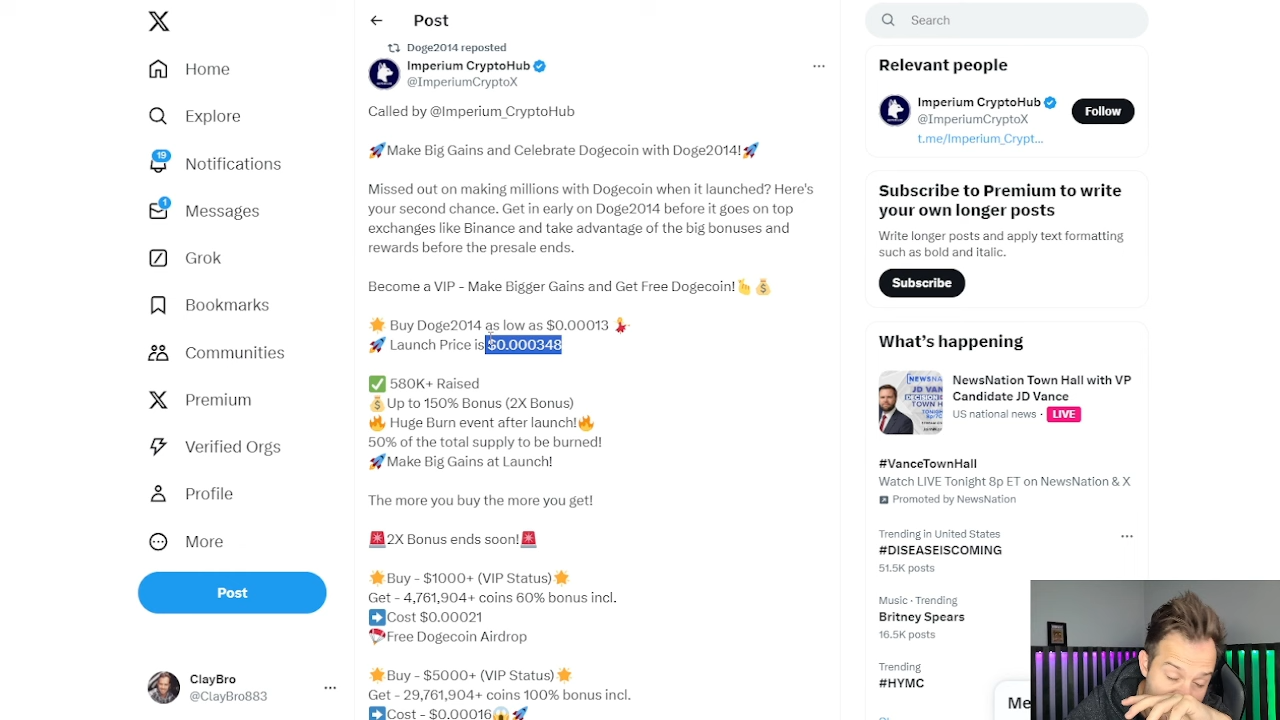 Home
Explore
19
Notifications
1
Messages
Grok
Bookmarks
Communities
Premium
Verified Orgs
Profile
More
Post
ClayBro
@ClayBro883
Post
Doge2014 reposted
Imperium CryptoHub
@ImperiumCryptoX
Called by @Imperium_CryptoHub
🚀Make Big Gains and Celebrate Dogecoin with Doge2014!🚀
Missed out on making millions with Dogecoin when it launched? Here's
your second chance. Get in early on Doge2014 before it goes on top
exchanges like Binance and take advantage of the big bonuses and
rewards before the presale ends.
Become a VIP - Make Bigger Gains and Get Free Dogecoin!👆💰
🌟 Buy Doge2014 as low as $0.00013 💃
🚀 Launch Price is $0.000348
✅ 580K+ Raised
💰Up to 150% Bonus (2X Bonus)
🔥 Huge Burn event after launch!🔥
50% of the total supply to be burned!
🚀Make Big Gains at Launch!
The more you buy the more you get!
🚨2X Bonus ends soon!🚨
🌟Buy - $1000+ (VIP Status)🌟
Get - 4,761,904+ coins 60% bonus incl.
➡️Cost $0.00021
🪂Free Dogecoin Airdrop
🌟Buy - $5000+ (VIP Status)🌟
Get - 29,761,904+ coins 100% bonus incl.
➡️Cost - $0.00016😱🚀
Search
Relevant people
Imperium CryptoHub
@ImperiumCryptoX
Follow
t.me/Imperium_Crypt...
Subscribe to Premium to write
your own longer posts
Write longer posts and apply text formatting
such as bold and italic.
Subscribe
What's happening
NewsNation Town Hall with VP
Candidate JD Vance
US national news · LIVE
#VanceTownHall
Watch LIVE Tonight 8p ET on NewsNation & X
Promoted by NewsNation
Trending in United States
#DISEASEISCOMING
51.5K posts
Music · Trending
Britney Spears
16.5K posts
Trending
#HYMC